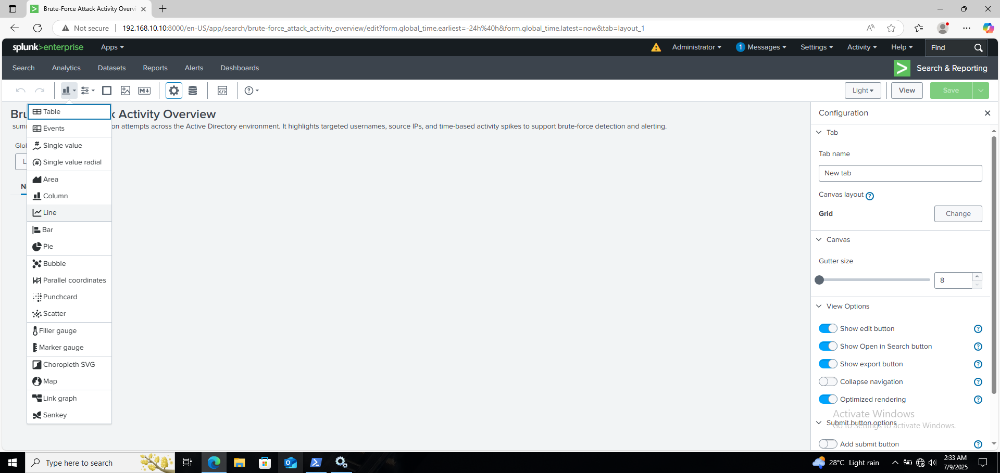 Brute-Force Attack Activity Overvi
Not secure
192.168.10.10:8000/en-US/app/search/brute-force_attack_activity_overview/edit?form.global_time.earliest=-24h%40h&form.global_time.latest=now&tab=layout_1
splunk>enterprise
Apps
Administrator
1 Messages
Settings
Activity
Help
Find
Search
Analytics
Datasets
Reports
Alerts
Dashboards
Search & Reporting
Light
View
Save
Bru
k Activity Overview
sum
on attempts across the Active Directory environment. It highlights targeted usernames, source IPs, and time-based activity spikes to support brute-force detection and alerting.
Glo
L
N
Table
Events
Single value
Single value radial
Area
Column
Line
Bar
Pie
Bubble
Parallel coordinates
Punchcard
Scatter
Filler gauge
Marker gauge
Choropleth SVG
Map
Link graph
Sankey
Configuration
Tab
Tab name
New tab
Canvas layout
Grid
Change
Canvas
Gutter size
8
View Options
Show edit button
Show Open in Search button
Show export button
Collapse navigation
Optimized rendering
Activate Windows
Submit button options
Go to Settings to activate Windows.
Add submit button
Type here to search
28°C Light rain
2:33 AM
7/9/2025